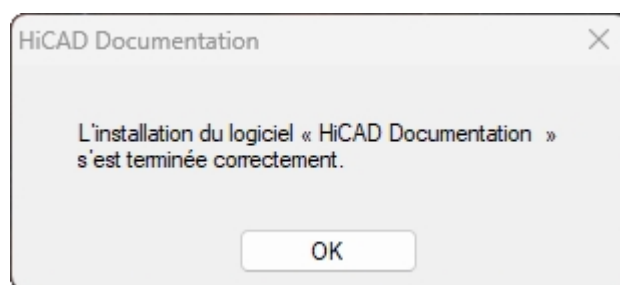 HiCAD Documentation
L'installation du logiciel « HiCAD Documentation  »
s'est terminée correctement.
OK